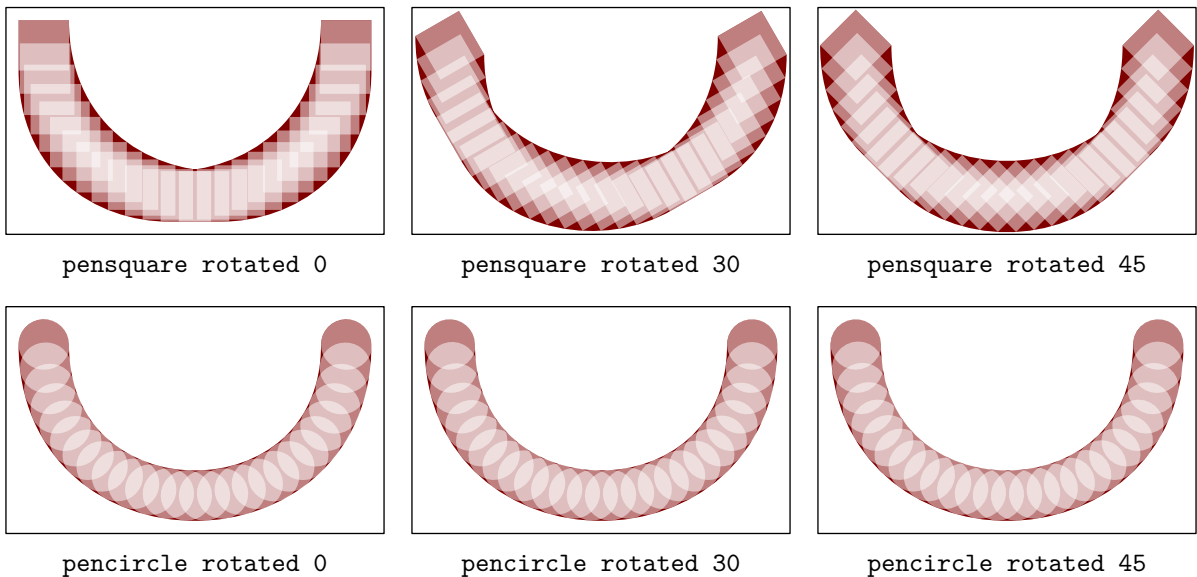 pensquare rotated 0
pensquare rotated 30
pensquare rotated 45
pencircle rotated 0
pencircle rotated 30
pencircle rotated 45